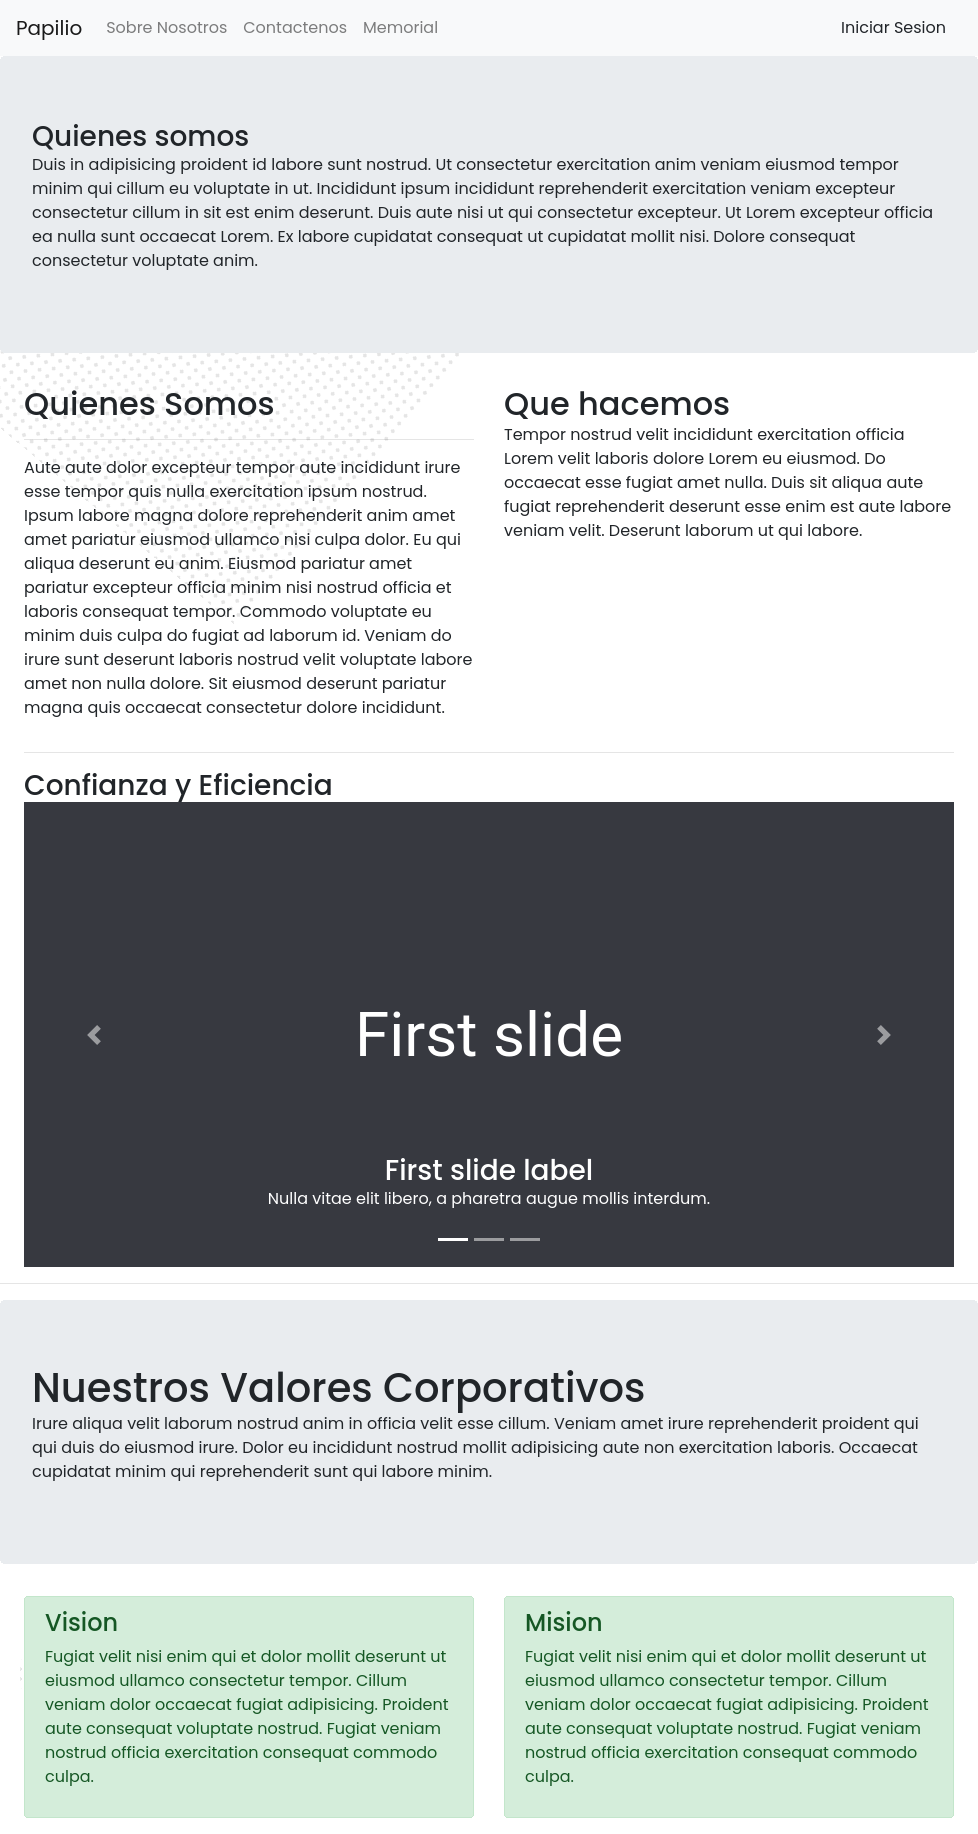 Papilio Sobre Nosotros Contactenos Memorial Iniciar Sesion
Quienes somos
Duis in adipisicing proident id labore sunt nostrud. Ut consectetur exercitation anim veniam eiusmod tempor
minim qui cillum eu voluptate in ut. Incididunt ipsum incididunt reprehenderit exercitation veniam excepteur
consectetur cillum in sit est enim deserunt. Duis aute nisi ut qui consectetur excepteur. Ut Lorem excepteur officia
ea nulla sunt occaecat Lorem. Ex labore cupidatat consequat ut cupidatat mollit nisi. Dolore consequat
consectetur voluptate anim.
Quienes Somos
Aute aute dolor excepteur tempor aute incididunt irure
esse tempor quis nulla exercitation ipsum nostrud.
Ipsum labore magna dolore reprehenderit anim amet
amet pariatur eiusmod ullamco nisi culpa dolor. Eu qui
aliqua deserunt eu anim. Eiusmod pariatur amet
pariatur excepteur officia minim nisi nostrud officia et
laboris consequat tempor. Commodo voluptate eu
minim duis culpa do fugiat ad laborum id. Veniam do
irure sunt deserunt laboris nostrud velit voluptate labore
amet non nulla dolore. Sit eiusmod deserunt pariatur
magna quis occaecat consectetur dolore incididunt.
Que hacemos
Tempor nostrud velit incididunt exercitation officia
Lorem velit laboris dolore Lorem eu eiusmod. Do
occaecat esse fugiat amet nulla. Duis sit aliqua aute
fugiat reprehenderit deserunt esse enim est aute labore
veniam velit. Deserunt laborum ut qui labore.
Confianza y Eficiencia
First slide
First slide label
Nulla vitae elit libero, a pharetra augue mollis interdum.
Nuestros Valores Corporativos
Irure aliqua velit laborum nostrud anim in officia velit esse cillum. Veniam amet irure reprehenderit proident qui
qui duis do eiusmod irure. Dolor eu incididunt nostrud mollit adipisicing aute non exercitation laboris. Occaecat
cupidatat minim qui reprehenderit sunt qui labore minim.
Vision
Fugiat velit nisi enim qui et dolor mollit deserunt ut
eiusmod ullamco consectetur tempor. Cillum
veniam dolor occaecat fugiat adipisicing. Proident
aute consequat voluptate nostrud. Fugiat veniam
nostrud officia exercitation consequat commodo
culpa.
Mision
Fugiat velit nisi enim qui et dolor mollit deserunt ut
eiusmod ullamco consectetur tempor. Cillum
veniam dolor occaecat fugiat adipisicing. Proident
aute consequat voluptate nostrud. Fugiat veniam
nostrud officia exercitation consequat commodo
culpa.